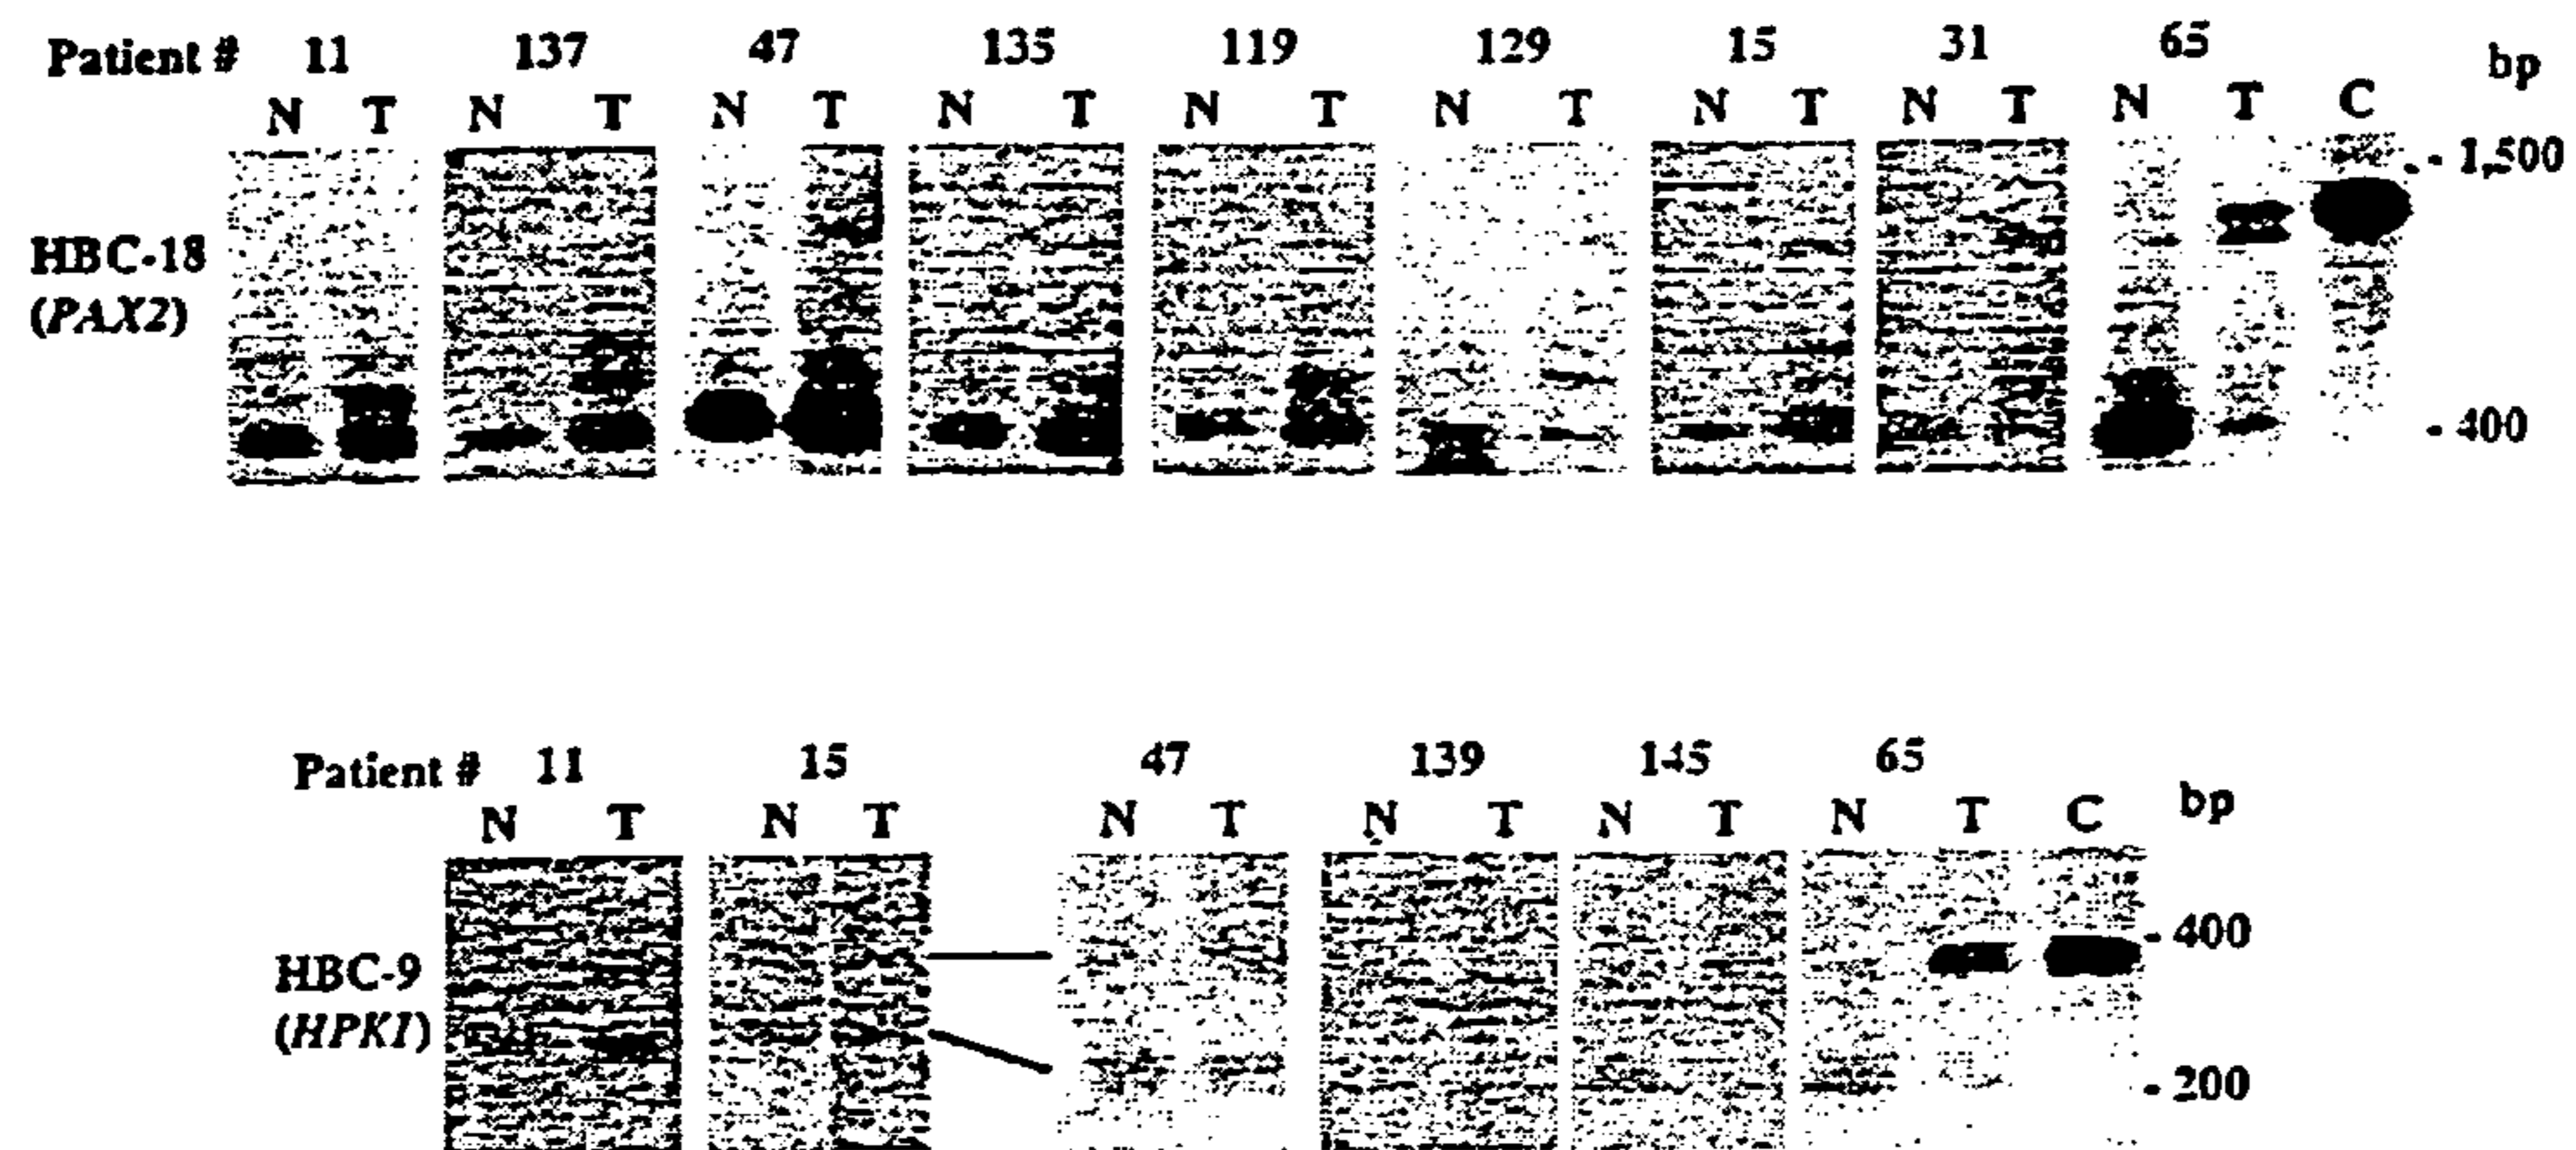 Patient # 11 137 47 135 119 129 15 31 65 bp
N T N T N T N T N T N T N T N T N T C
- 1,500
HBC-18
(PAX2)
- 400
Patient # 11 15 47 139 145 65 bp
N T N T N T N T N T N T C
- 400
HBC-9
(HPK1)
- 200